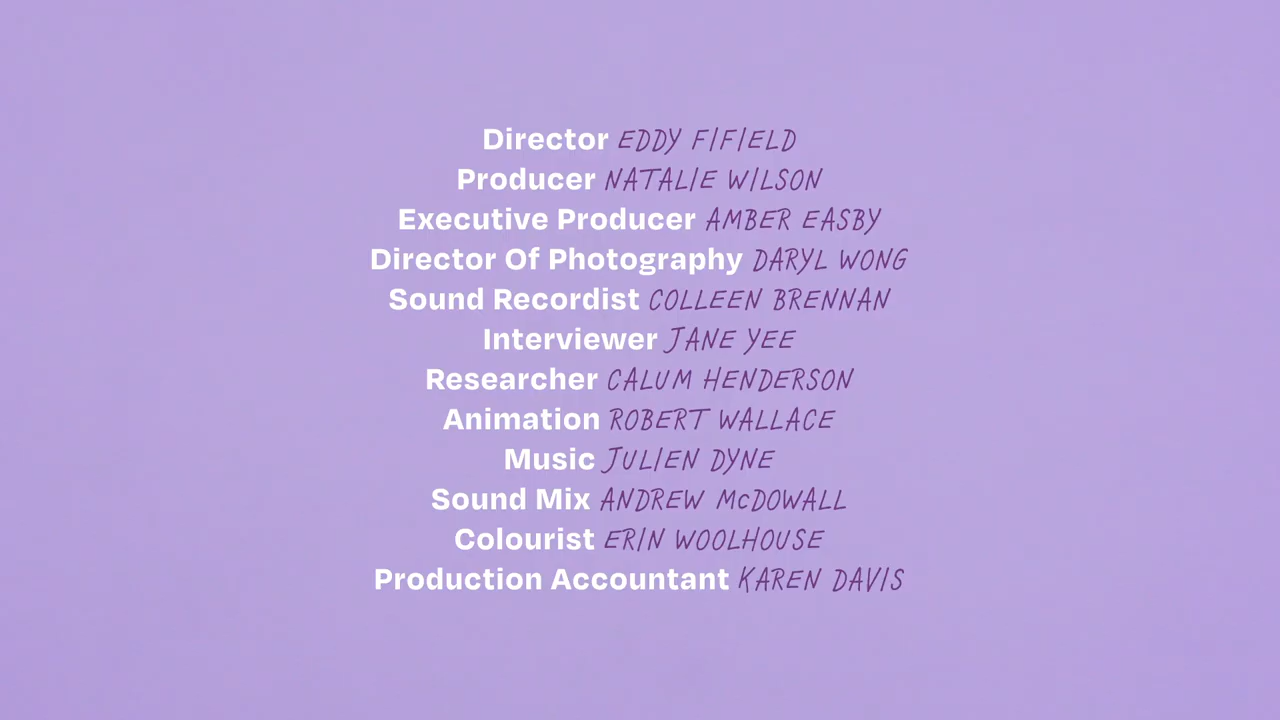 Director EDDY FIFIELD
Producer NATALIE WILSON
Executive Producer AMBER EASBY
Director Of Photography DARYL WONG
Sound Recordist COLLEEN BRENNAN
Interviewer JANE YEE
Researcher CALUM HENDERSON
Animation ROBERT WALLACE
Music JULIEN DYNE
Sound Mix ANDREW McDOWALL
Colourist ERIN WOOLHOUSE
Production Accountant KAREN DAVIS